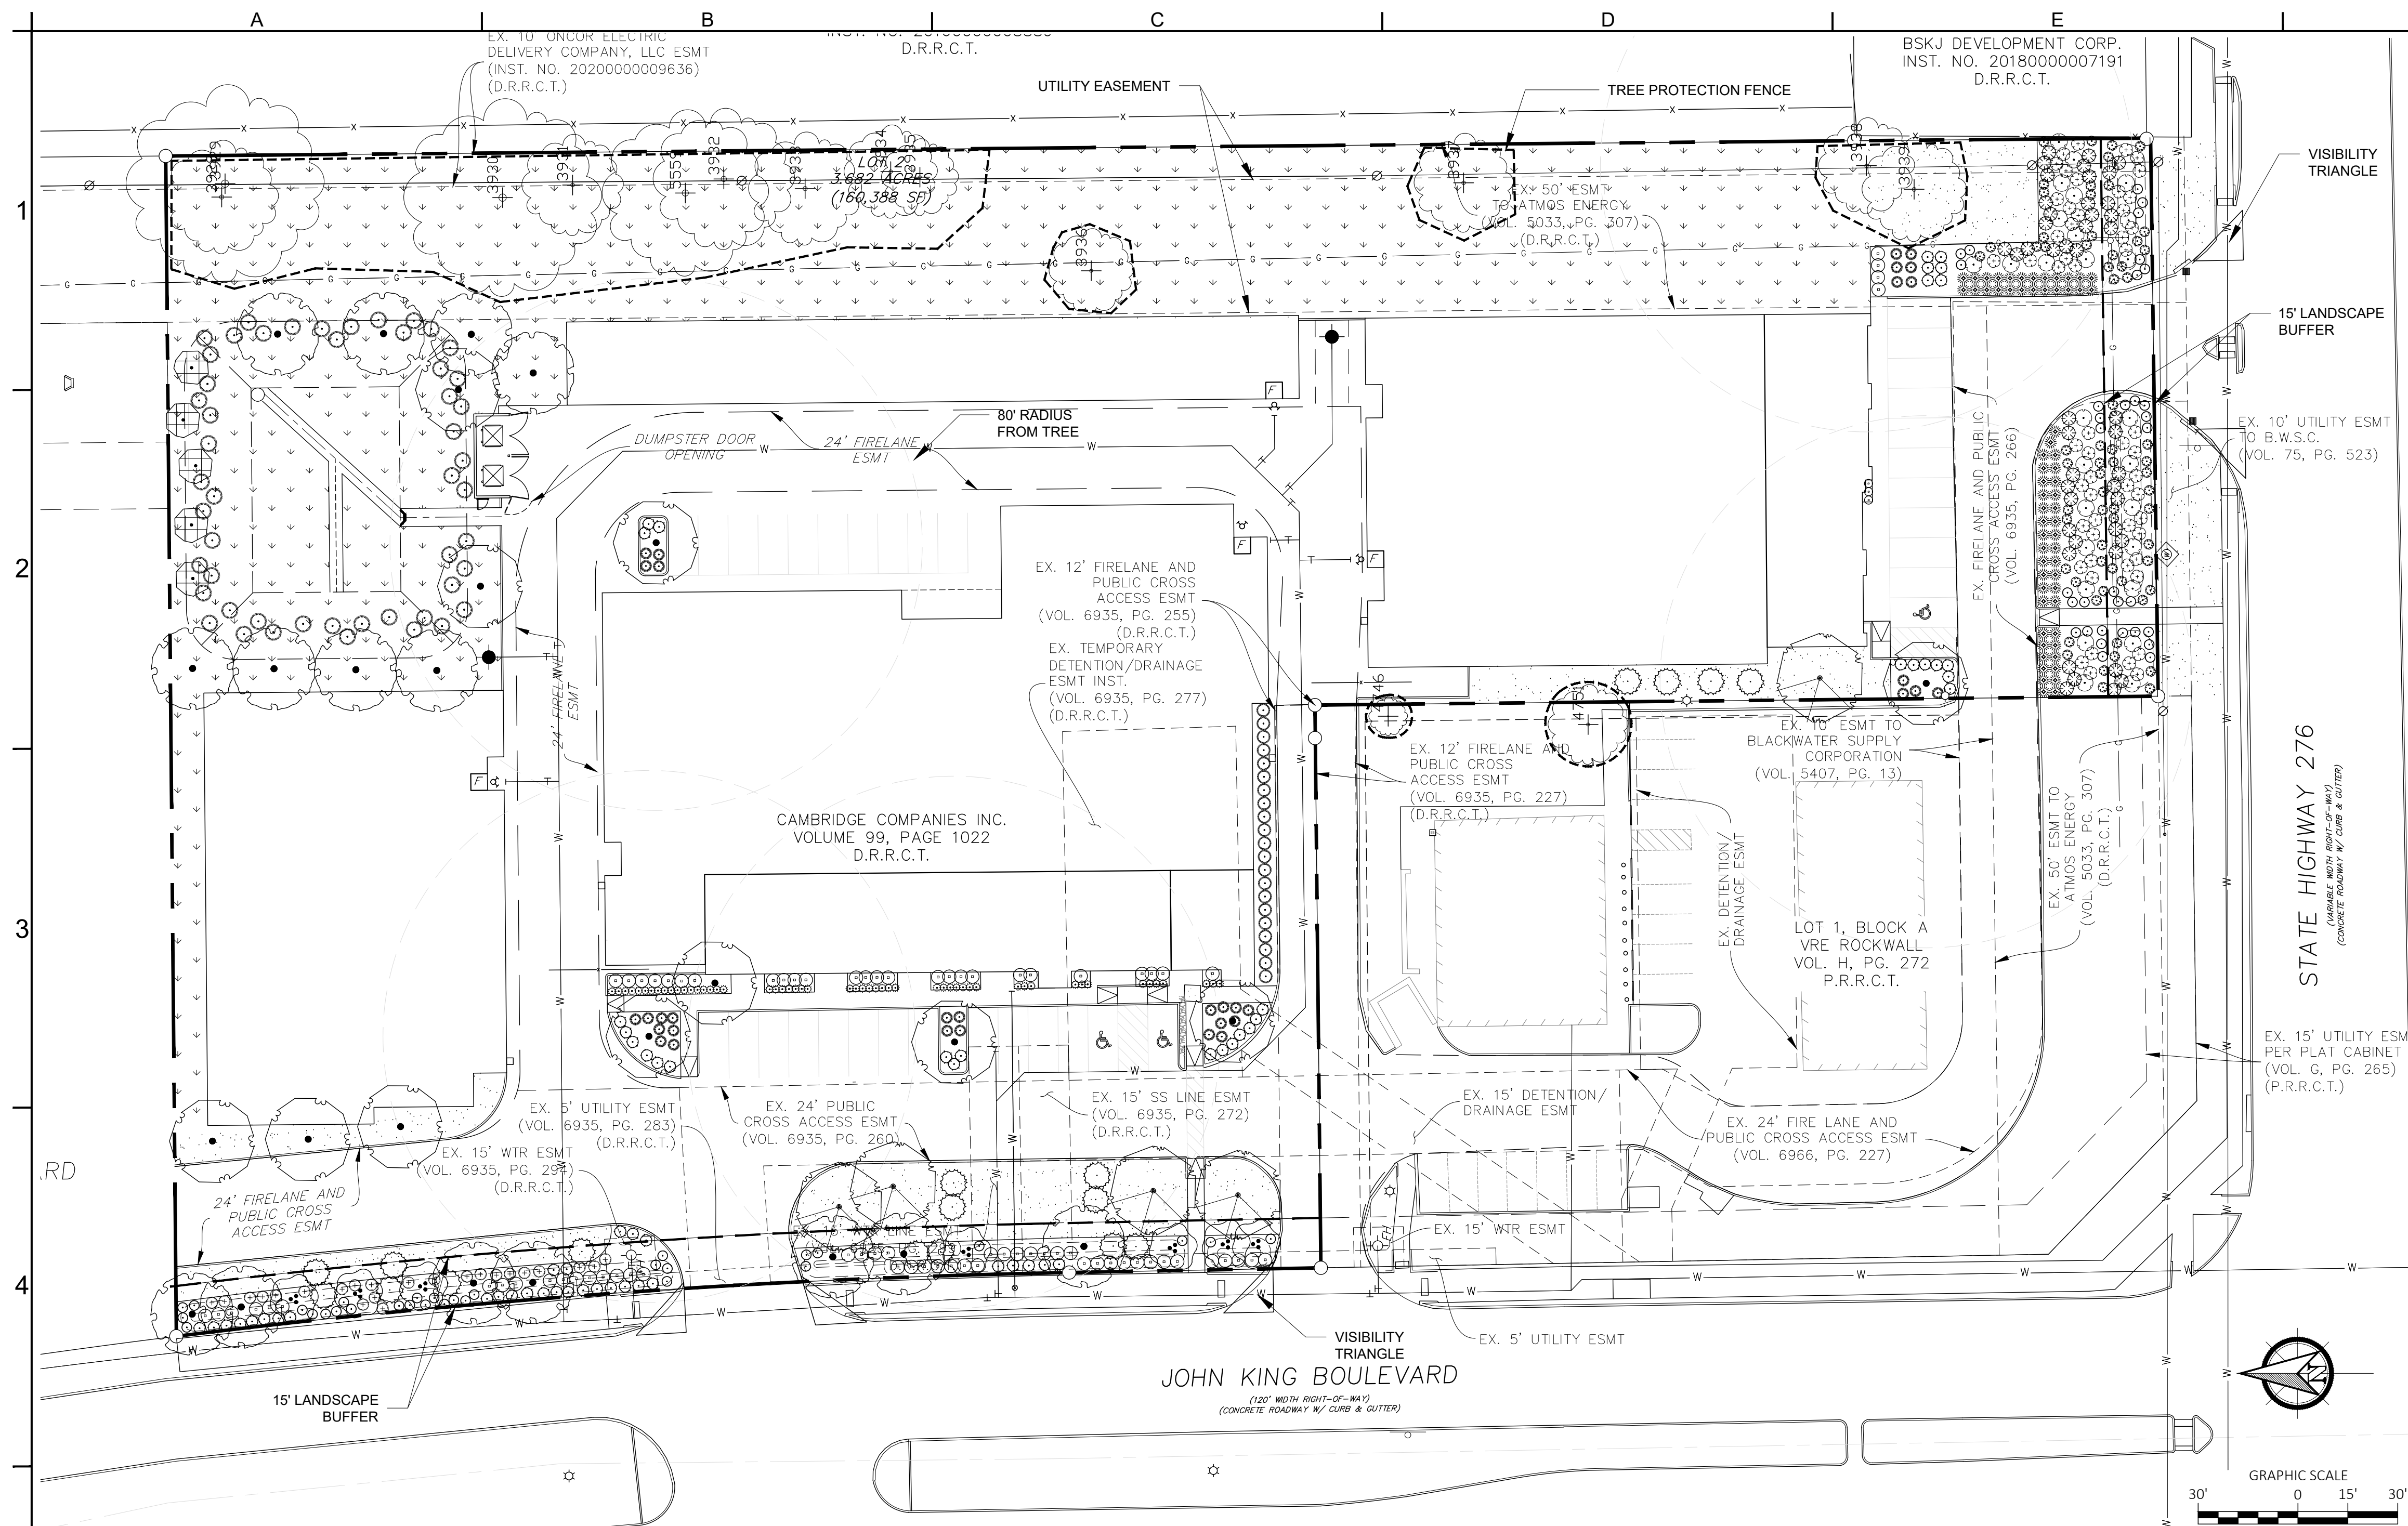 A
B
C
D
E
EX. 10' ONCOR ELECTRIC
DELIVERY COMPANY, LLC ESMT
(INST. NO. 20200000009636)
(D.R.R.C.T.)
D.R.R.C.T.
UTILITY EASEMENT
TREE PROTECTION FENCE
BSKJ DEVELOPMENT CORP.
INST. NO. 20180000007191
D.R.R.C.T.
VISIBILITY
TRIANGLE
1
3930
5559
3932
3933
LOT 2
3.682 ACRES
(160,388 SF)
3935
3936
3937
3938
3939
EX. 50' ESMT
TO ATMOS ENERGY
(VOL. 5033, PG. 307)
(D.R.R.C.T.)
15' LANDSCAPE
BUFFER
80' RADIUS
FROM TREE
DUMPSTER DOOR
OPENING
24' FIRELANE
ESMT
EX. FIRELANE AND PUBLIC
CROSS ACCESS ESMT
(VOL. 6935, PG. 266)
EX. 10' UTILITY ESMT
TO B.W.S.C.
(VOL. 75, PG. 523)
2
EX. 12' FIRELANE AND
PUBLIC CROSS
ACCESS ESMT
(VOL. 6935, PG. 255)
(D.R.R.C.T.)
EX. TEMPORARY
DETENTION/DRAINAGE
ESMT INST.
(VOL. 6935, PG. 277)
(D.R.R.C.T.)
24' FIRELANE
ESMT
4746
4751
EX. 12' FIRELANE AND
PUBLIC CROSS
ACCESS ESMT
(VOL. 6935, PG. 227)
(D.R.R.C.T.)
EX. 10' ESMT TO
BLACKWATER SUPPLY
CORPORATION
(VOL. 5407, PG. 13)
CAMBRIDGE COMPANIES INC.
VOLUME 99, PAGE 1022
D.R.R.C.T.
EX. DETENTION/
DRAINAGE ESMT
EX. 50' ESMT TO
ATMOS ENERGY
(VOL. 5033, PG. 307)
(D.R.R.C.T.)
STATE HIGHWAY 276
(VARIABLE WIDTH RIGHT-OF-WAY)
(CONCRETE ROADWAY W/ CURB & GUTTER)
3
LOT 1, BLOCK A
VRE ROCKWALL
VOL. H, PG. 272
P.R.R.C.T.
EX. 15' UTILITY ESM
PER PLAT CABINET
(VOL. G, PG. 265)
(P.R.R.C.T.)
EX. 5' UTILITY ESMT
(VOL. 6935, PG. 283)
(D.R.R.C.T.)
EX. 24' PUBLIC
CROSS ACCESS ESMT
(VOL. 6935, PG. 260)
EX. 15' SS LINE ESMT
(VOL. 6935, PG. 272)
(D.R.R.C.T.)
EX. 15' DETENTION/
DRAINAGE ESMT
EX. 24' FIRE LANE AND
PUBLIC CROSS ACCESS ESMT
(VOL. 6966, PG. 227)
EX. 15' WTR ESMT
(VOL. 6935, PG. 294)
(D.R.R.C.T.)
RD
24' FIRELANE AND
PUBLIC CROSS
ACCESS ESMT
EX. 15' WTR ESMT
FH
4
EX. 5' UTILITY ESMT
VISIBILITY
TRIANGLE
15' LANDSCAPE
BUFFER
JOHN KING BOULEVARD
(120' WIDTH RIGHT-OF-WAY)
(CONCRETE ROADWAY W/ CURB & GUTTER)
N
GRAPHIC SCALE
30' 0 15' 30'